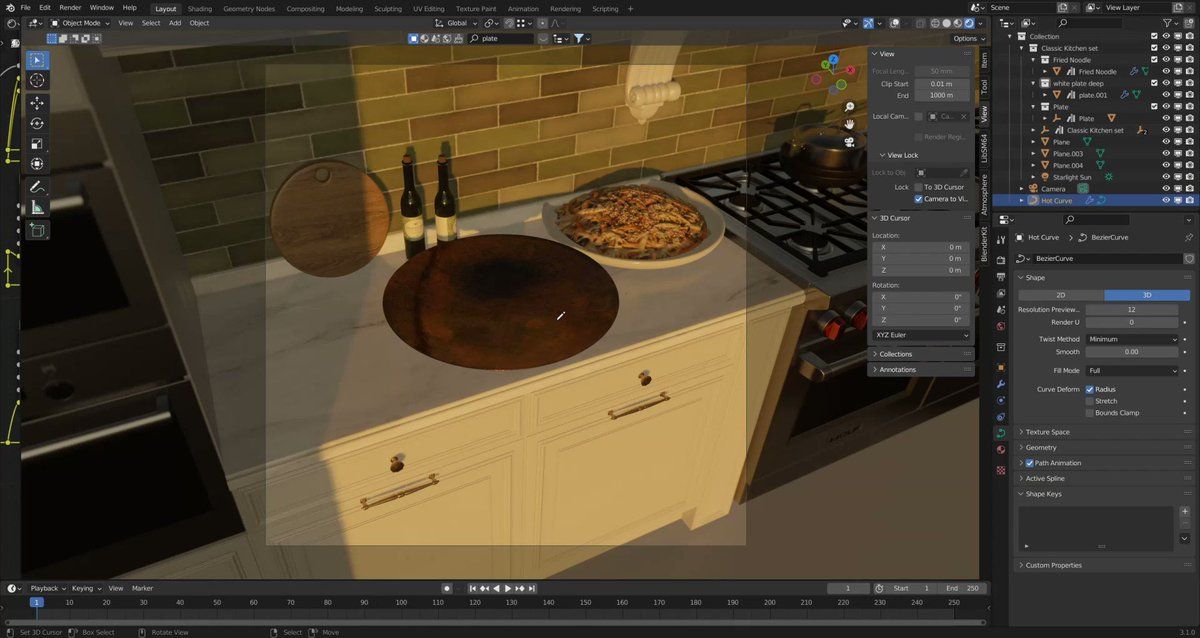 File Edit Render Window Help Layout Shading Geometry Nodes Compositing Modeling Sculpting UV Editing Texture Paint Animation Rendering Scripting + Scene View Layer
Object Mode View Select Add Object Global
plate Options
View
Focal Leng... 50 mm
Clip Start 0.01 m
End 1000 m
Local Cam... Ca...
Render Regi...
View Lock
Lock to Obj
Lock To 3D Cursor
Camera to Vi...
3D Cursor
Location:
X 0 m
Y 0 m
Z 0 m
Rotation:
X 0°
Y 0°
Z 0°
XYZ Euler
Collections
Annotations
Item
Tool
View
LibSM64
Atmosphere
BlenderKit
Collection
Classic Kitchen set
Fried Noodle
Fried Noodle
white plate deep
plate.001
Plate
Plate
Classic Kitchen set
Plane
Plane.003
Plane.004
Starlight Sun
Camera
Hot Curve
Hot Curve BezierCurve
BezierCurve
Shape
2D 3D
Resolution Preview... 12
Render U 0
Twist Method Minimum
Smooth 0.00
Fill Mode Full
Curve Deform Radius
Stretch
Bounds Clamp
Texture Space
Geometry
Path Animation
Active Spline
Shape Keys
Custom Properties
WOLF
Playback Keying View Marker 1 Start 1 End 250
1 10 20 30 40 50 60 70 80 90 100 110 120 130 140 150 160 170 180 190 200 210 220 230 240 250
Set 3D Cursor Box Select Rotate View Select Move 3.1.0